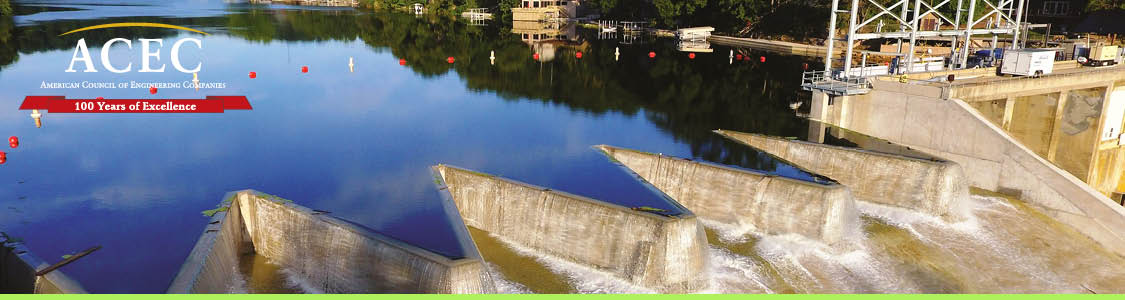 ACEC
American Council of Engineering Companies
100 Years of Excellence